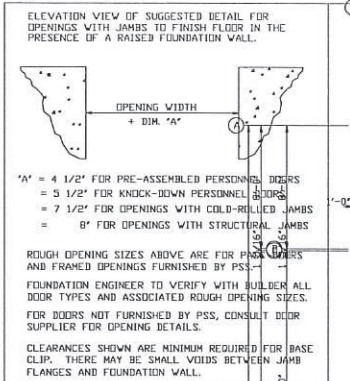 ELEVATION VIEW OF SUGGESTED DETAIL FOR
OPENINGS WITH JAMBS TO FINISH FLOOR IN THE
PRESENCE OF A RAISED FOUNDATION WALL.
OPENING WIDTH
+ DIM. "A"
A
"A" = 4 1/2" FOR PRE-ASSEMBLED PERSONNEL DOORS
= 5 1/2" FOR KNOCK-DOWN PERSONNEL DOORS
= 7 1/2" FOR OPENINGS WITH COLD-ROLLED JAMBS
= 8" FOR OPENINGS WITH STRUCTURAL JAMBS
'-0"
ROUGH OPENING SIZES ABOVE ARE FOR PASS DOORS
AND FRAMED OPENINGS FURNISHED BY PSS.
FOUNDATION ENGINEER TO VERIFY WITH BUILDER ALL
DOOR TYPES AND ASSOCIATED ROUGH OPENING SIZES.
FOR DOORS NOT FURNISHED BY PSS, CONSULT DOOR
SUPPLIER FOR OPENING DETAILS.
CLEARANCES SHOWN ARE MINIMUM REQUIRED FOR BASE
CLIP. THERE MAY BE SMALL VOIDS BETWEEN JAMB
FLANGES AND FOUNDATION WALL.